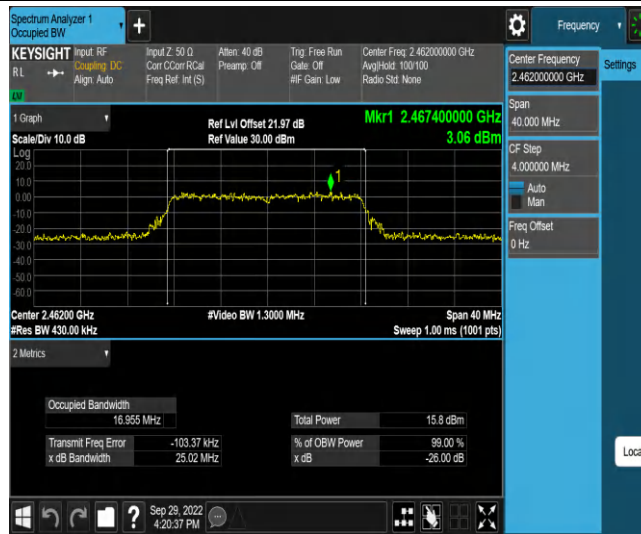 Spectrum Analyzer 1
Occupied BW
+
Frequency
KEYSIGHT
RL
Input: RF
Coupling: DC
Align: Auto
Input Z: 50 Ω
Corr CCorr RCal
Freq Ref: Int (S)
Atten: 40 dB
Preamp: Off
Trig: Free Run
Gate: Off
#IF Gain: Low
Center Freq: 2.462000000 GHz
Avg|Hold: 100/100
Radio Std: None
LV
1 Graph
Scale/Div 10.0 dB
Ref Lvl Offset 21.97 dB
Ref Value 30.00 dBm
Mkr1 2.467400000 GHz
3.06 dBm
Log
20.0
10.0
0.00
-10.0
-20.0
-30.0
-40.0
-50.0
-60.0
1
Center 2.46200 GHz
#Res BW 430.00 kHz
#Video BW 1.3000 MHz
Span 40 MHz
Sweep 1.00 ms (1001 pts)
2 Metrics
Occupied Bandwidth
16.955 MHz
Total Power 15.8 dBm
Transmit Freq Error -103.37 kHz
% of OBW Power 99.00 %
x dB Bandwidth 25.02 MHz
x dB -26.00 dB
Center Frequency
2.462000000 GHz
Settings
Span
40.000 MHz
CF Step
4.000000 MHz
Auto
Man
Freq Offset
0 Hz
Loca
?
Sep 29, 2022
4:20:37 PM